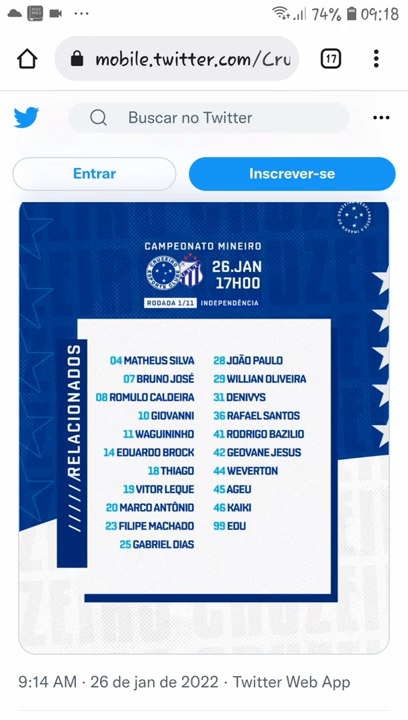 74% 09:18
mobile.twitter.com/Cru
17
Buscar no Twitter
Entrar
Inscrever-se
CAMPEONATO MINEIRO
26.JAN
17H00
RODADA 1/11 INDEPENDÊNCIA
//////RELACIONADOS
04 MATHEUS SILVA
07 BRUNO JOSÉ
08 ROMULO CALDEIRA
10 GIOVANNI
11 WAGUININHO
14 EDUARDO BROCK
18 THIAGO
19 VITOR LEQUE
20 MARCO ANTÔNIO
23 FILIPE MACHADO
25 GABRIEL DIAS
28 JOÃO PAULO
29 WILLIAN OLIVEIRA
31 DENIVYS
36 RAFAEL SANTOS
41 RODRIGO BAZILIO
42 GEOVANE JESUS
44 WEVERTON
45 AGEU
46 KAIKI
99 EDU
9:14 AM · 26 de jan de 2022 · Twitter Web App